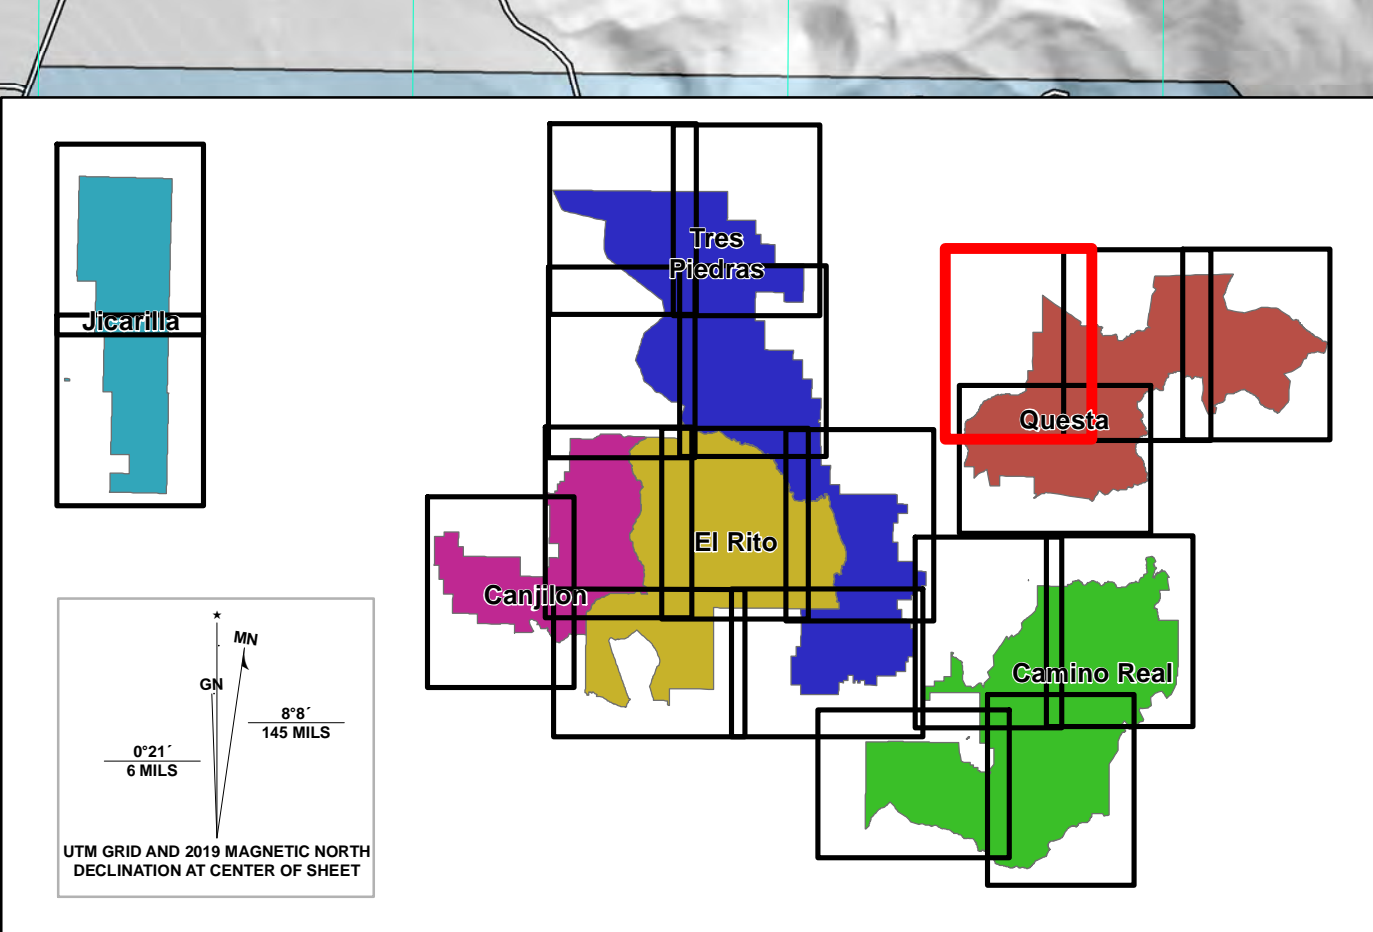 Tres
Piedras
Jicarilla
Questa
El Rito
Canjilon
Camino Real
MN
GN
8°8´
145 MILS
0°21´
6 MILS
UTM GRID AND 2019 MAGNETIC NORTH
DECLINATION AT CENTER OF SHEET